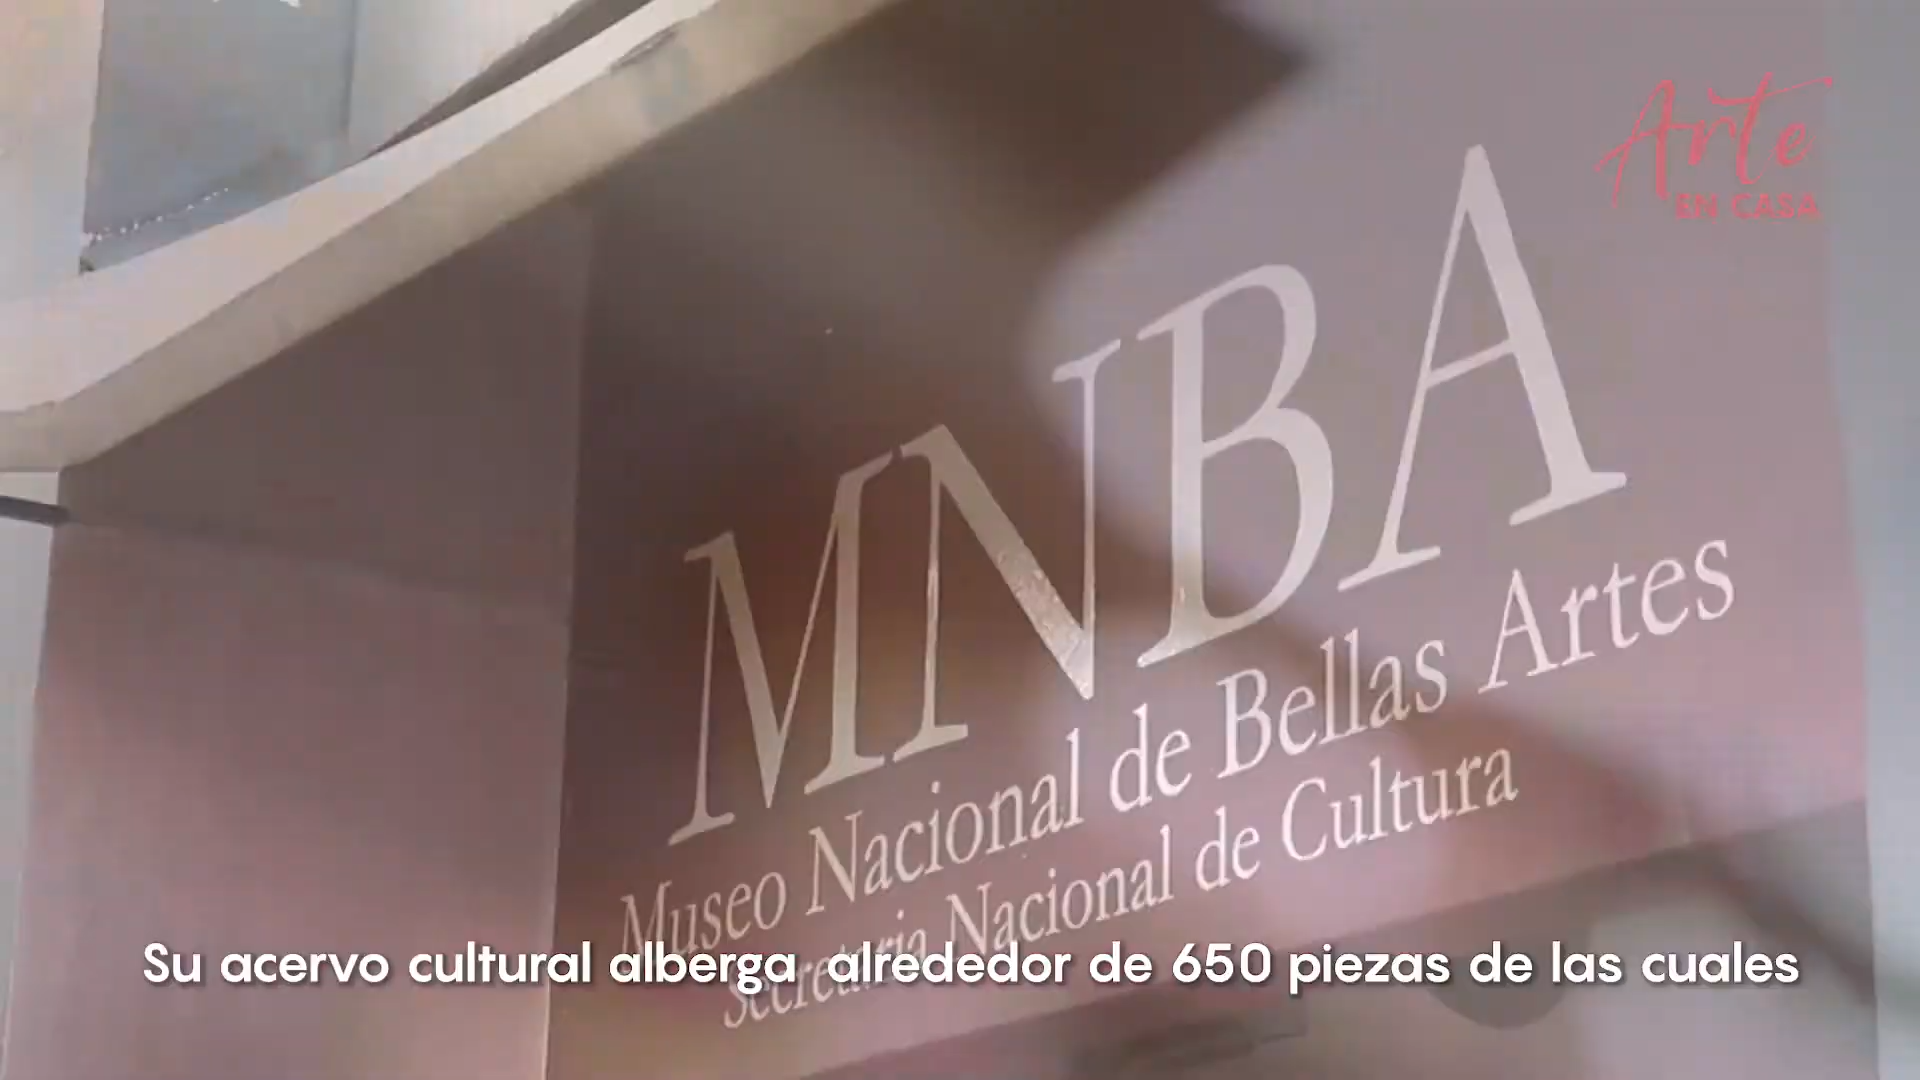 Arte
EN CASA
MNBA
Museo Nacional de Bellas Artes
Secretaria Nacional de Cultura
Su acervo cultural alberga alrededor de 650 piezas de las cuales